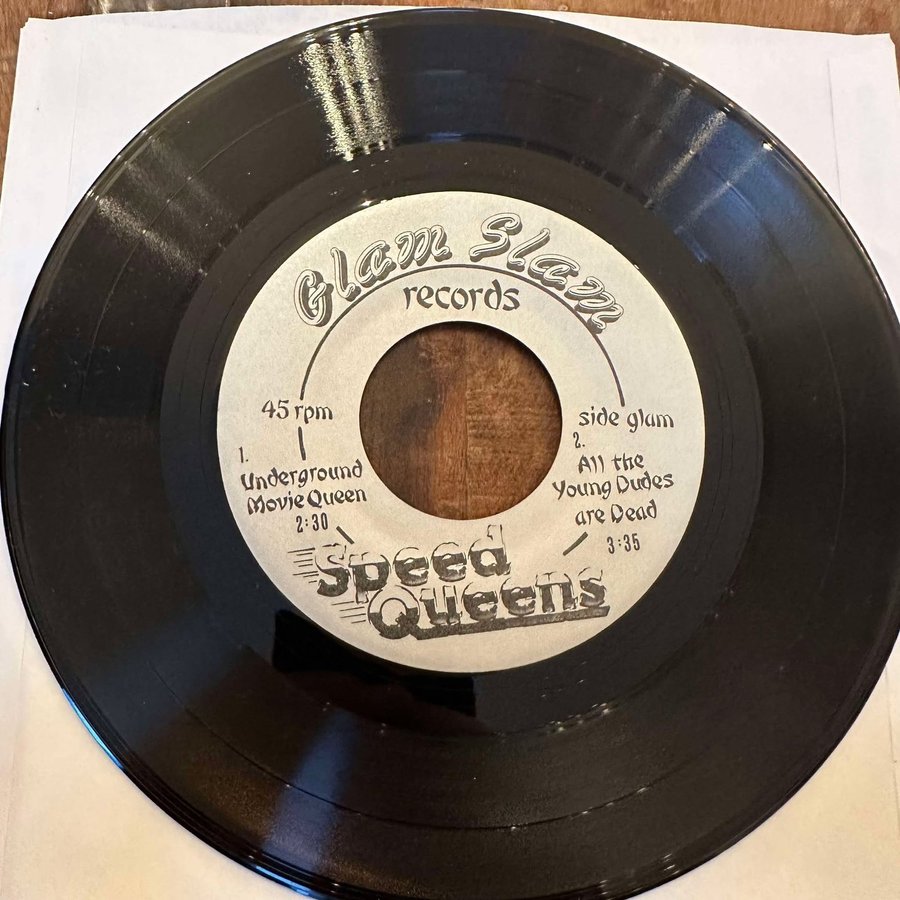 Glam Slam
records
45 rpm
side glam
1.
Underground
Movie Queen
2:30
2.
All the
Young Dudes
are Dead
3:35
Speed
Queens